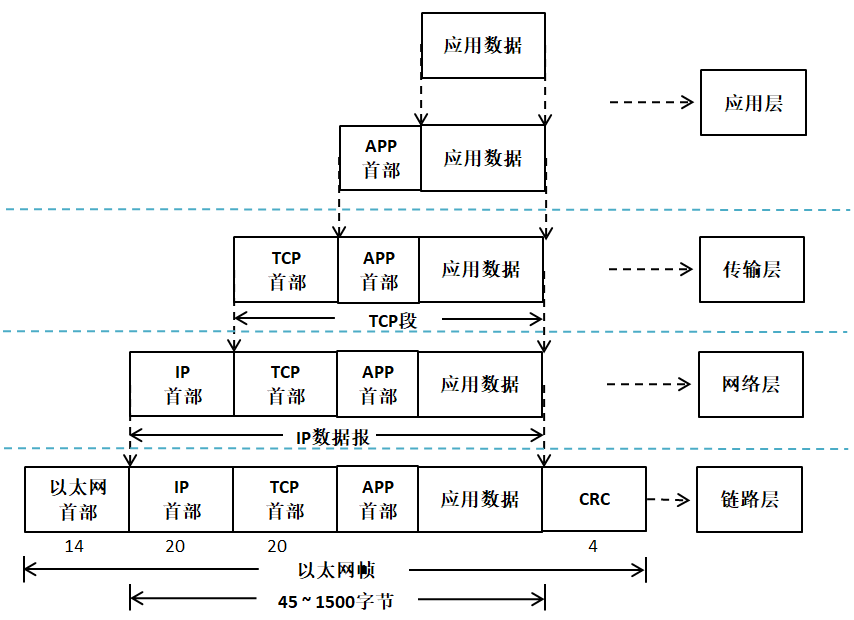 应用数据
应用层
APP
首部
应用数据
TCP
首部
APP
首部
应用数据
传输层
TCP段
IP
首部
TCP
首部
APP
首部
应用数据
网络层
IP数据报
以太网
首部
IP
首部
TCP
首部
APP
首部
应用数据
CRC
链路层
14
20
20
4
以太网帧
45 ~ 1500字节